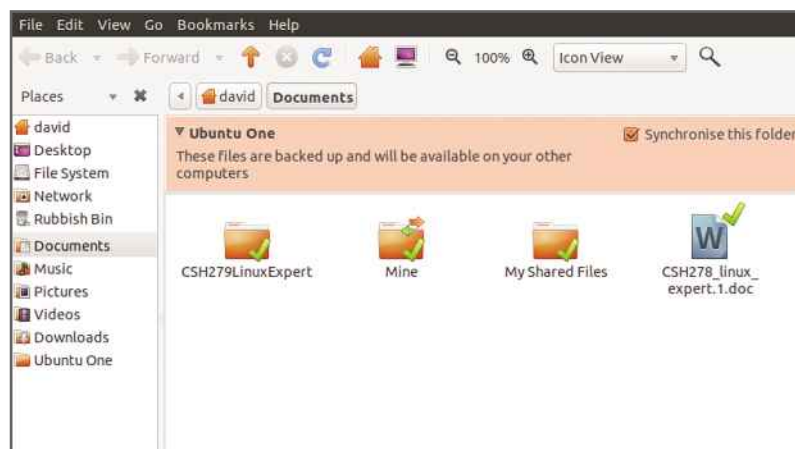 File Edit View Go Bookmarks Help
Back Forward 100% Icon View
Places david Documents
david
Desktop
File System
Network
Rubbish Bin
Documents
Music
Pictures
Videos
Downloads
Ubuntu One
Ubuntu One Synchronise this folder
These files are backed up and will be available on your other
computers
CSH279LinuxExpert
Mine
My Shared Files
W
CSH278_linux_
expert.1.doc